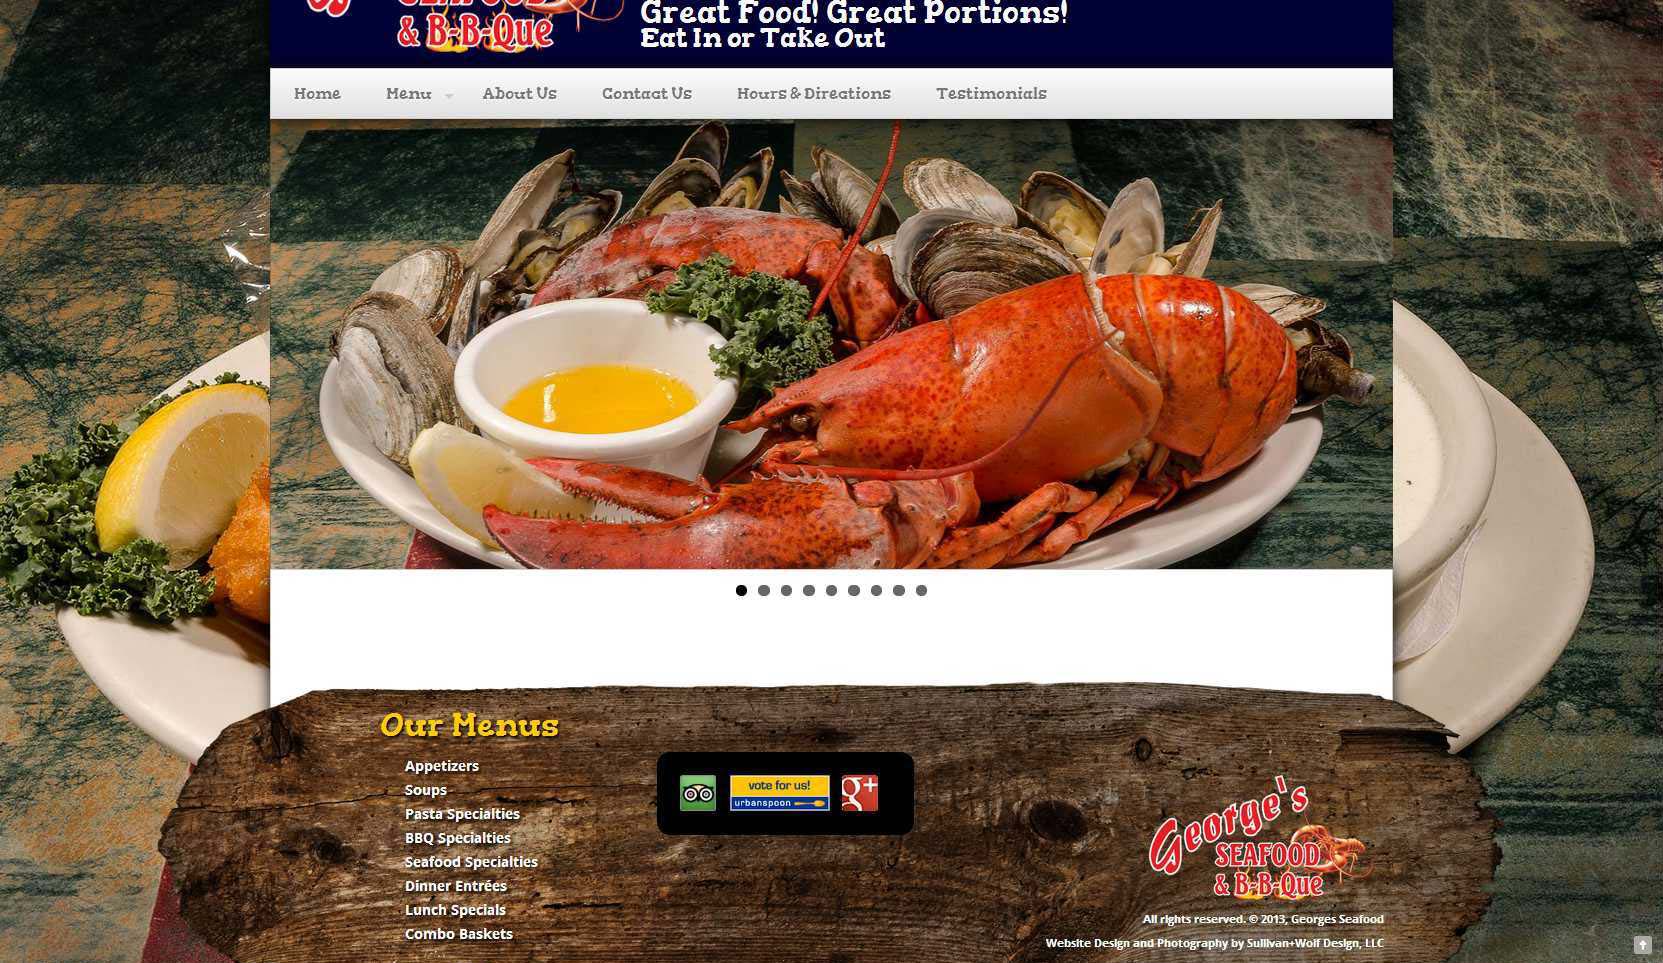 SEAFOOD
& B-B-Que
Great Food! Great Portions!
Eat In or Take Out
Home Menu About Us Contact Us Hours & Directions Testimonials
Our Menus
Appetizers
Soups
Pasta Specialties
BBQ Specialties
Seafood Specialties
Dinner Entrées
Lunch Specials
Combo Baskets
vote for us!
urbanspoon
g+
George's
SEAFOOD
& B-B-Que
All rights reserved. © 2013, Georges Seafood
Website Design and Photography by Sullivan+Wolf Design, LLC